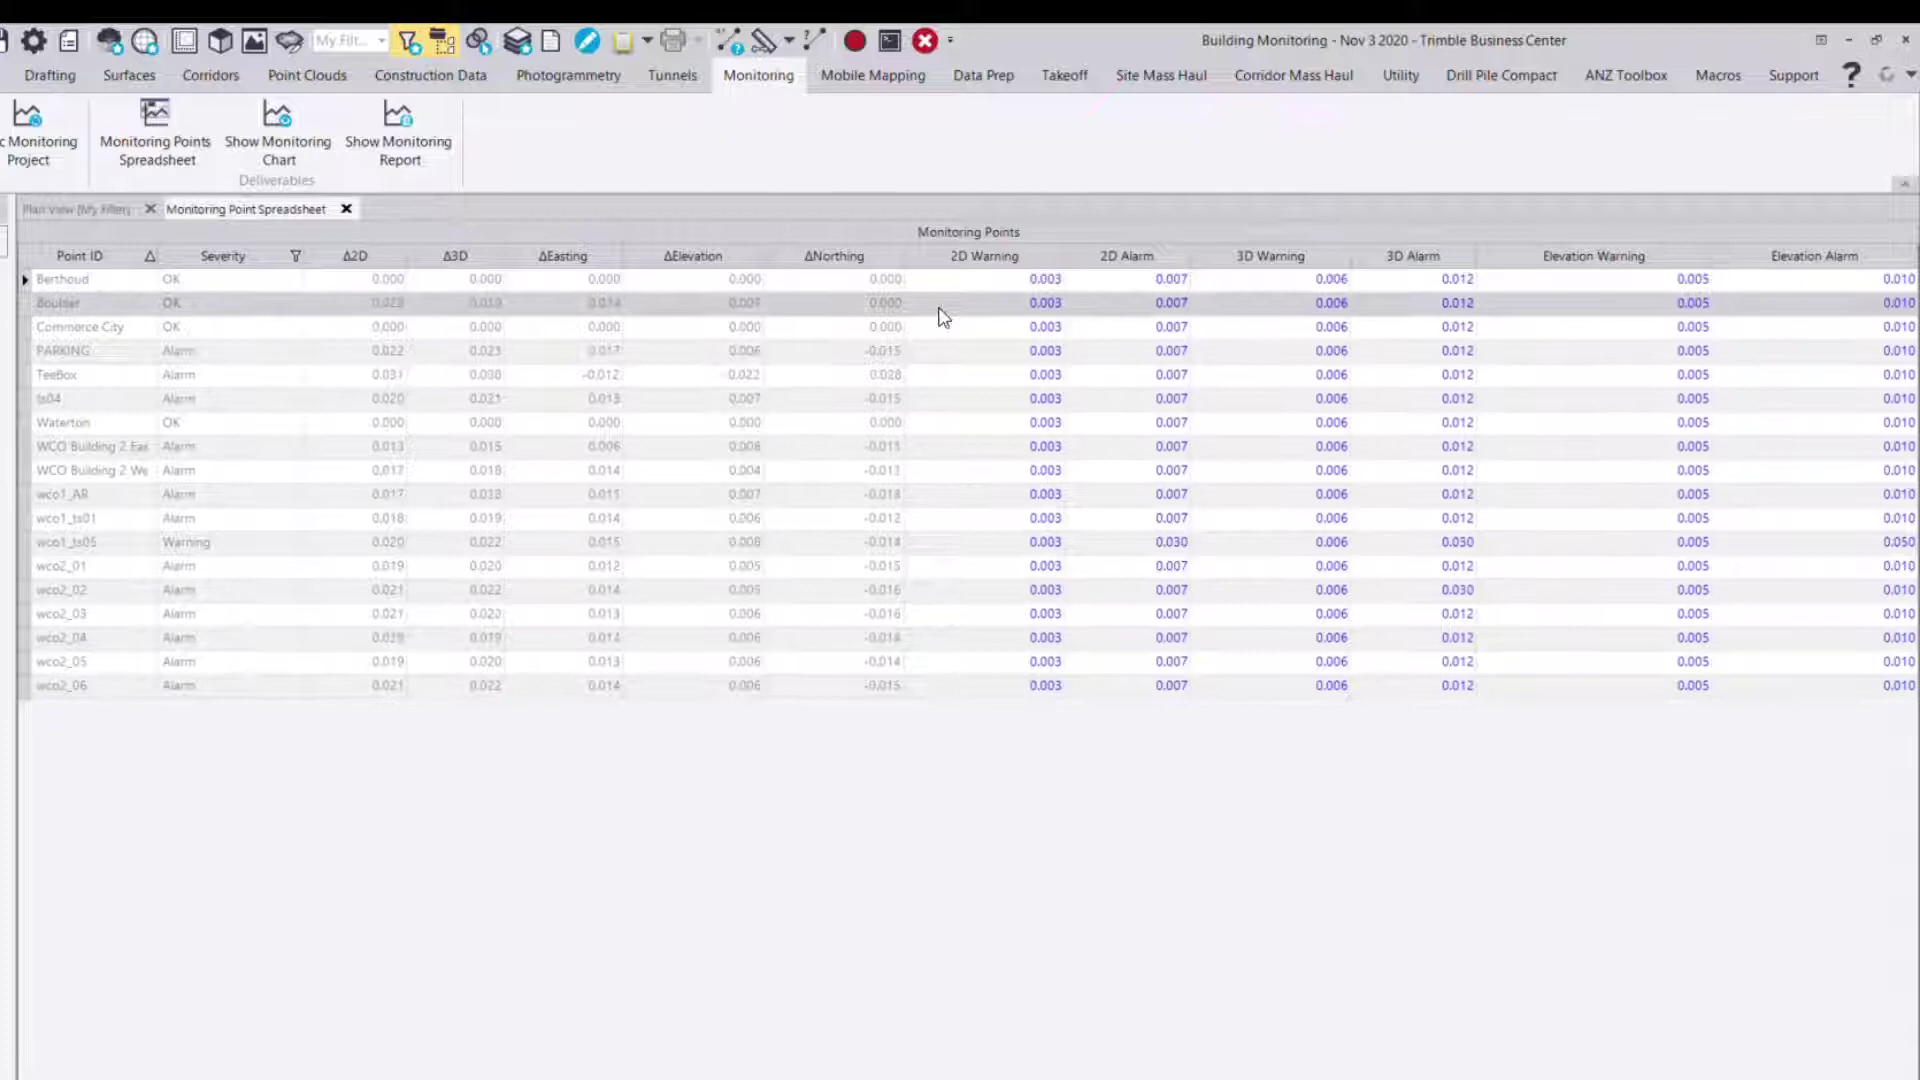 My Filt...
Building Monitoring - Nov 3 2020 - Trimble Business Center
Drafting Surfaces Corridors Point Clouds Construction Data Photogrammetry Tunnels Monitoring Mobile Mapping Data Prep Takeoff Site Mass Haul Corridor Mass Haul Utility Drill Pile Compact ANZ Toolbox Macros Support ?
c Monitoring Project
Monitoring Points Spreadsheet
Show Monitoring Chart
Show Monitoring Report
Deliverables
Plan View [My Filter] Monitoring Point Spreadsheet
Monitoring Points
Point ID Severity Δ2D Δ3D ΔEasting ΔElevation ΔNorthing 2D Warning 2D Alarm 3D Warning 3D Alarm Elevation Warning Elevation Alarm
Berthoud OK 0.000 0.000 0.000 0.000 0.000 0.003 0.007 0.006 0.012 0.005 0.010
Boulder OK 0.000 0.003 0.007 0.006 0.012 0.005 0.010
Commerce City OK 0.000 0.000 0.000 0.000 0.000 0.003 0.007 0.006 0.012 0.005 0.010
PARKING Alarm 0.022 0.023 0.017 0.006 -0.015 0.003 0.007 0.006 0.012 0.005 0.010
TeeBox Alarm 0.031 -0.012 0.022 0.028 0.003 0.007 0.006 0.012 0.005 0.010
ts04 Alarm 0.020 0.021 0.013 0.007 -0.015 0.003 0.007 0.006 0.012 0.005 0.010
Waterton OK 0.000 0.000 0.000 0.000 0.000 0.003 0.007 0.006 0.012 0.005 0.010
WCO Building 2 Eas Alarm 0.013 0.015 0.006 0.008 0.003 0.007 0.006 0.012 0.005 0.010
WCO Building 2 We Alarm 0.017 0.018 0.014 0.004 0.003 0.007 0.006 0.012 0.005 0.010
wco1_AR Alarm 0.017 0.007 0.003 0.007 0.006 0.012 0.005 0.010
wco1_ts01 Alarm 0.018 0.019 0.014 0.006 -0.012 0.003 0.007 0.006 0.012 0.005 0.010
wco1_ts05 Warning 0.020 0.022 0.015 0.008 -0.014 0.003 0.030 0.006 0.030 0.005 0.050
wco2_01 Alarm 0.019 0.020 0.012 0.005 -0.015 0.003 0.007 0.006 0.012 0.005 0.010
wco2_02 Alarm 0.021 0.022 0.014 0.005 -0.016 0.003 0.007 0.006 0.030 0.005 0.010
wco2_03 Alarm 0.021 0.022 0.013 0.006 -0.016 0.003 0.007 0.006 0.012 0.005 0.010
wco2_04 Alarm 0.019 0.006 0.003 0.007 0.006 0.012 0.005 0.010
wco2_05 Alarm 0.019 0.020 0.013 0.006 -0.014 0.003 0.007 0.006 0.012 0.005 0.010
wco2_06 Alarm 0.021 0.022 0.014 0.006 -0.015 0.003 0.007 0.006 0.012 0.005 0.010